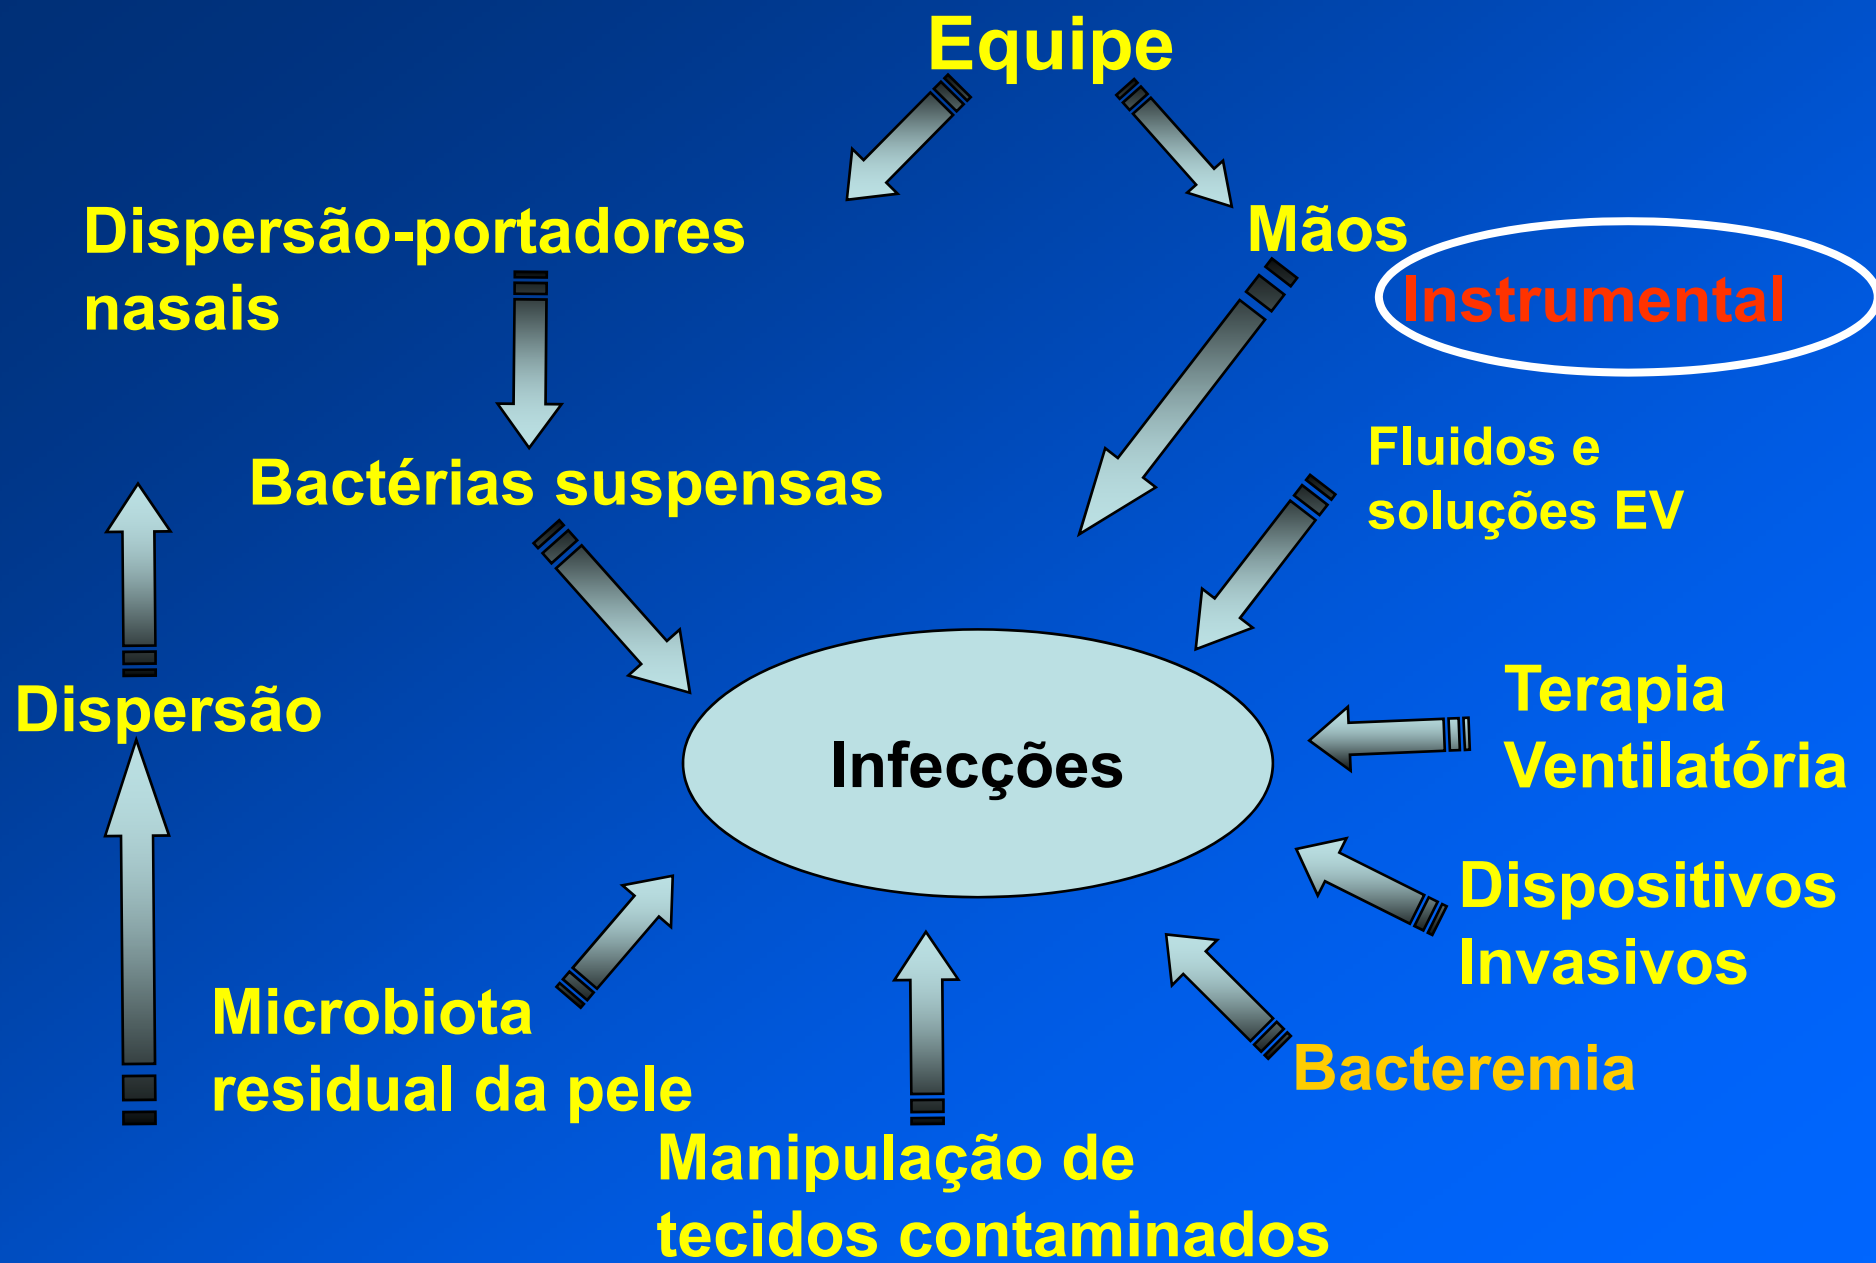 Equipe
Dispersão-portadores
nasais
Mãos
Instrumental
Bactérias suspensas
Fluidos e
soluções EV
Dispersão
Infecções
Terapia
Ventilatória
Dispositivos
Invasivos
Microbiota
residual da pele
Bacteremia
Manipulação de
tecidos contaminados